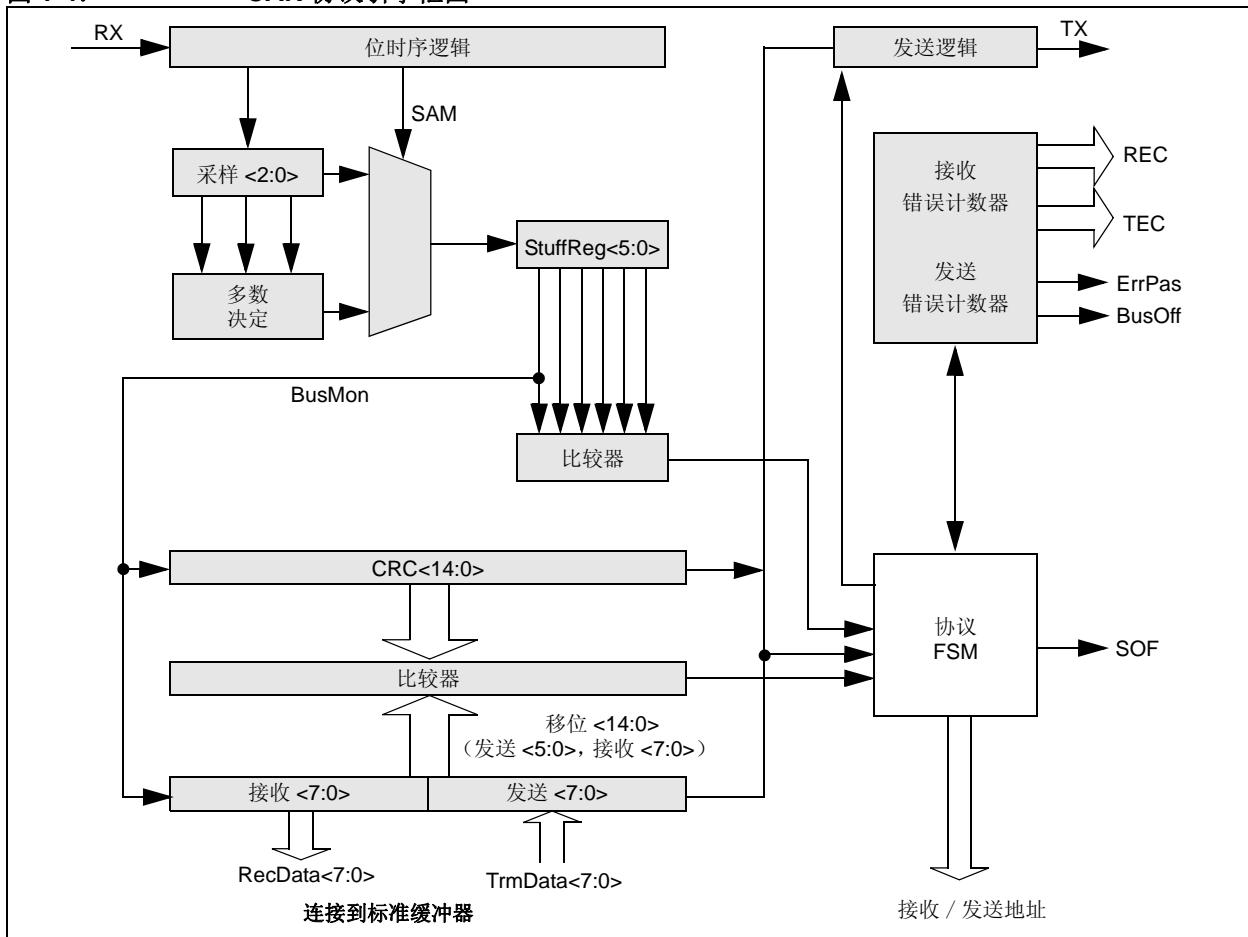 RX
位时序逻辑
发送逻辑
TX
SAM
采样 <2:0>
多数
决定
StuffReg<5:0>
接收
错误计数器
发送
错误计数器
REC
TEC
ErrPas
BusOff
BusMon
比较器
CRC<14:0>
比较器
协议
FSM
SOF
移位 <14:0>
（发送 <5:0>, 接收 <7:0>）
接收 <7:0>
发送 <7:0>
RecData<7:0>
TrmData<7:0>
连接到标准缓冲器
接收 / 发送地址